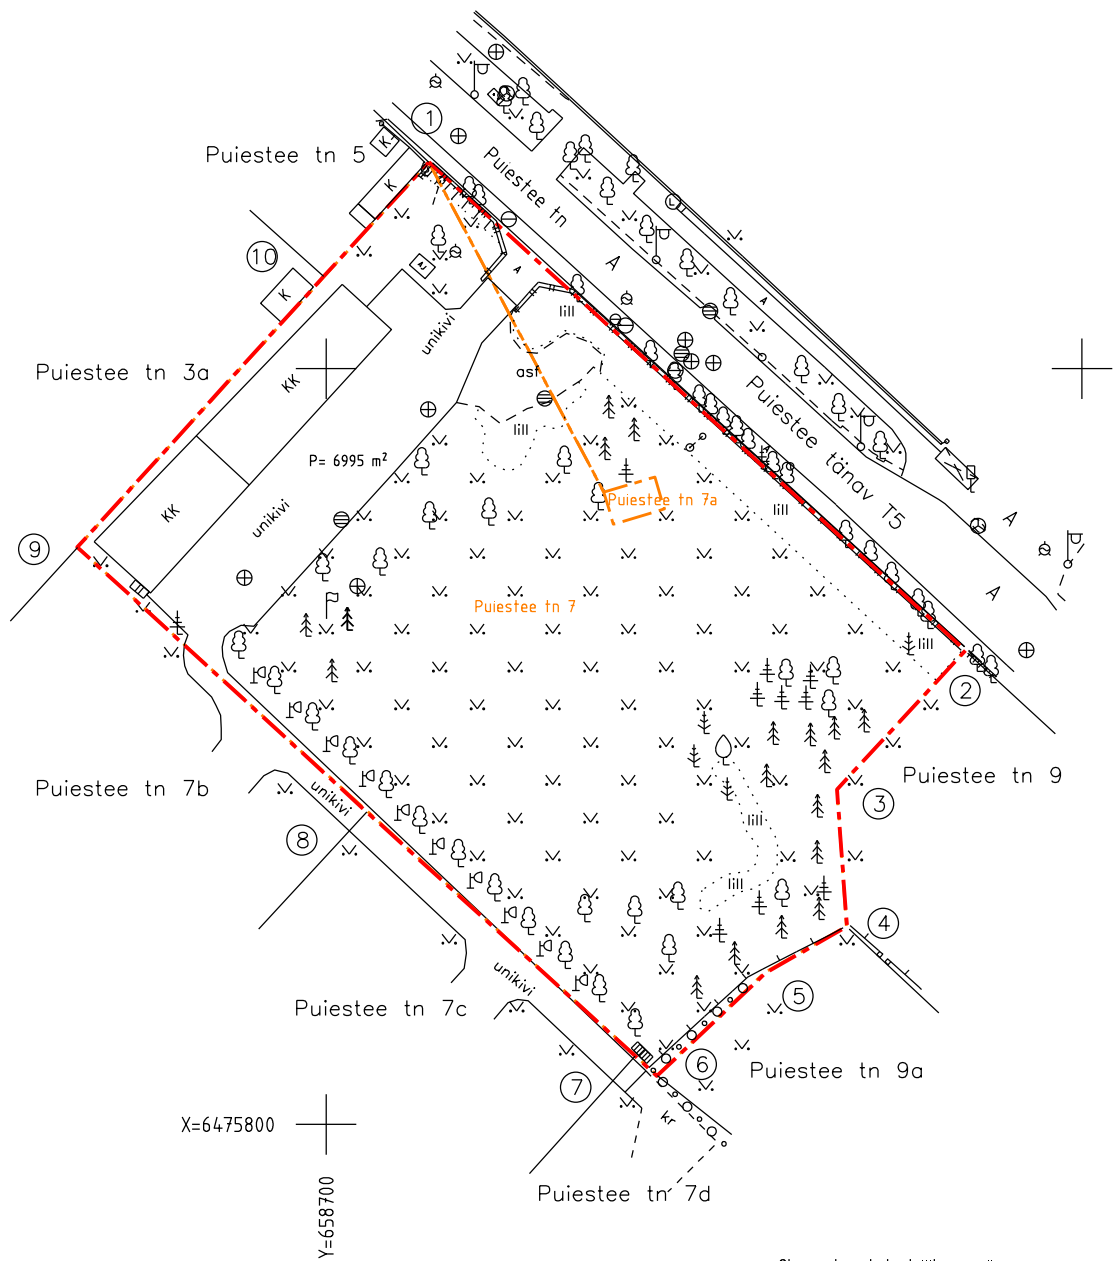 1
Puiestee tn 5
K
K
Puiestee tn
A
A
L
10
K
AJ
A
unikivi
lill
Puiestee tn 3a
KK
asf
lill
Puiestee tänav T5
P= 6995 m²
A
KK
unikivi
Puiestee tn 7a
lill
9
A
A
Puiestee tn 7
lill
2
Puiestee tn 7b
unikivi
Puiestee tn 9
3
lill
8
lill
4
unikivi
5
Puiestee tn 7c
6
Puiestee tn 9a
7
kr
X=6475800
Puiestee tn 7d
Y=658700